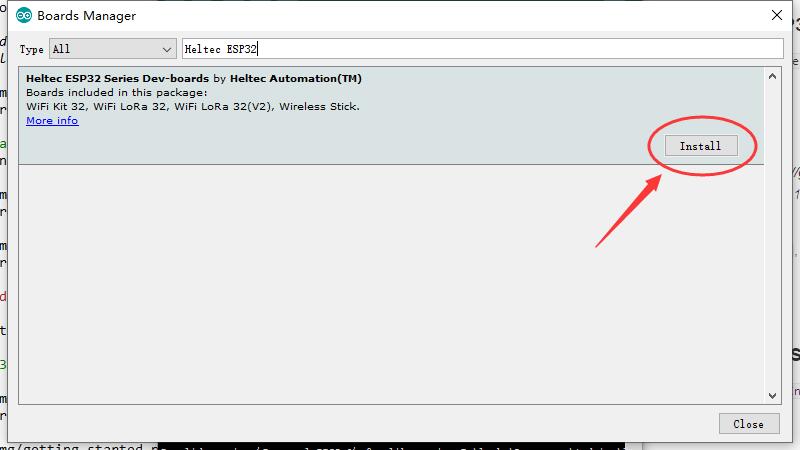 Boards Manager
Type All Heltec ESP32
Heltec ESP32 Series Dev-boards by Heltec Automation(TM)
Boards included in this package:
WiFi Kit 32, WiFi LoRa 32, WiFi LoRa 32(V2), Wireless Stick.
More info
Install
Close